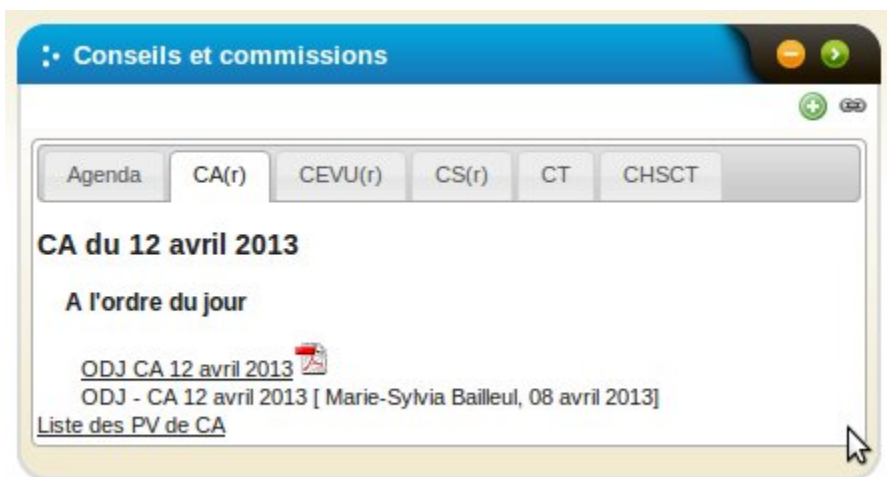 Conseils et commissions
Agenda CA(r) CEVU(r) CS(r) CT CHSCT
CA du 12 avril 2013
A l'ordre du jour
ODJ CA 12 avril 2013
ODJ - CA 12 avril 2013 [ Marie-Sylvia Bailleul, 08 avril 2013]
Liste des PV de CA